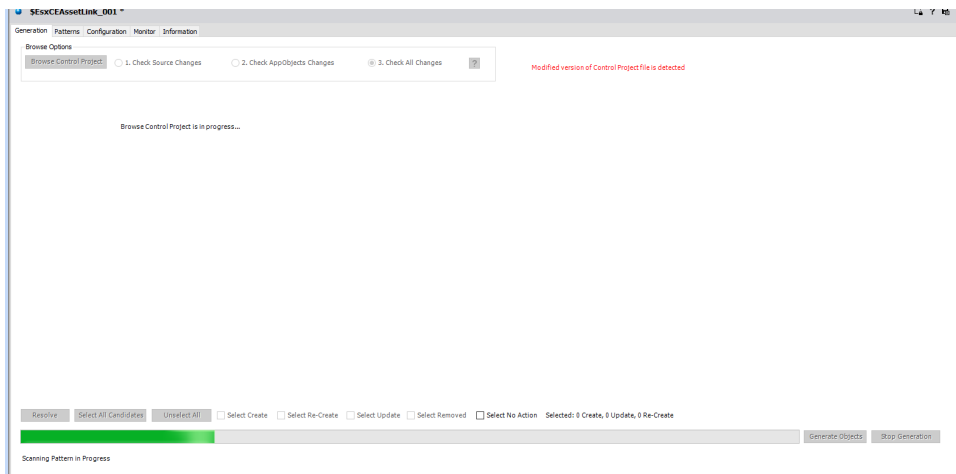 $EsxCEAssetLink_001 *
Generation Patterns Configuration Monitor Information
Browse Options
Browse Control Project 1. Check Source Changes 2. Check AppObjects Changes 3. Check All Changes ?
Modified version of Control Project file is detected
Browse Control Project is in progress...
Resolve Select All Candidates Unselect All Select Create Select Re-Create Select Update Select Removed Select No Action Selected: 0 Create, 0 Update, 0 Re-Create
Generate Objects Stop Generation
Scanning Pattern in Progress